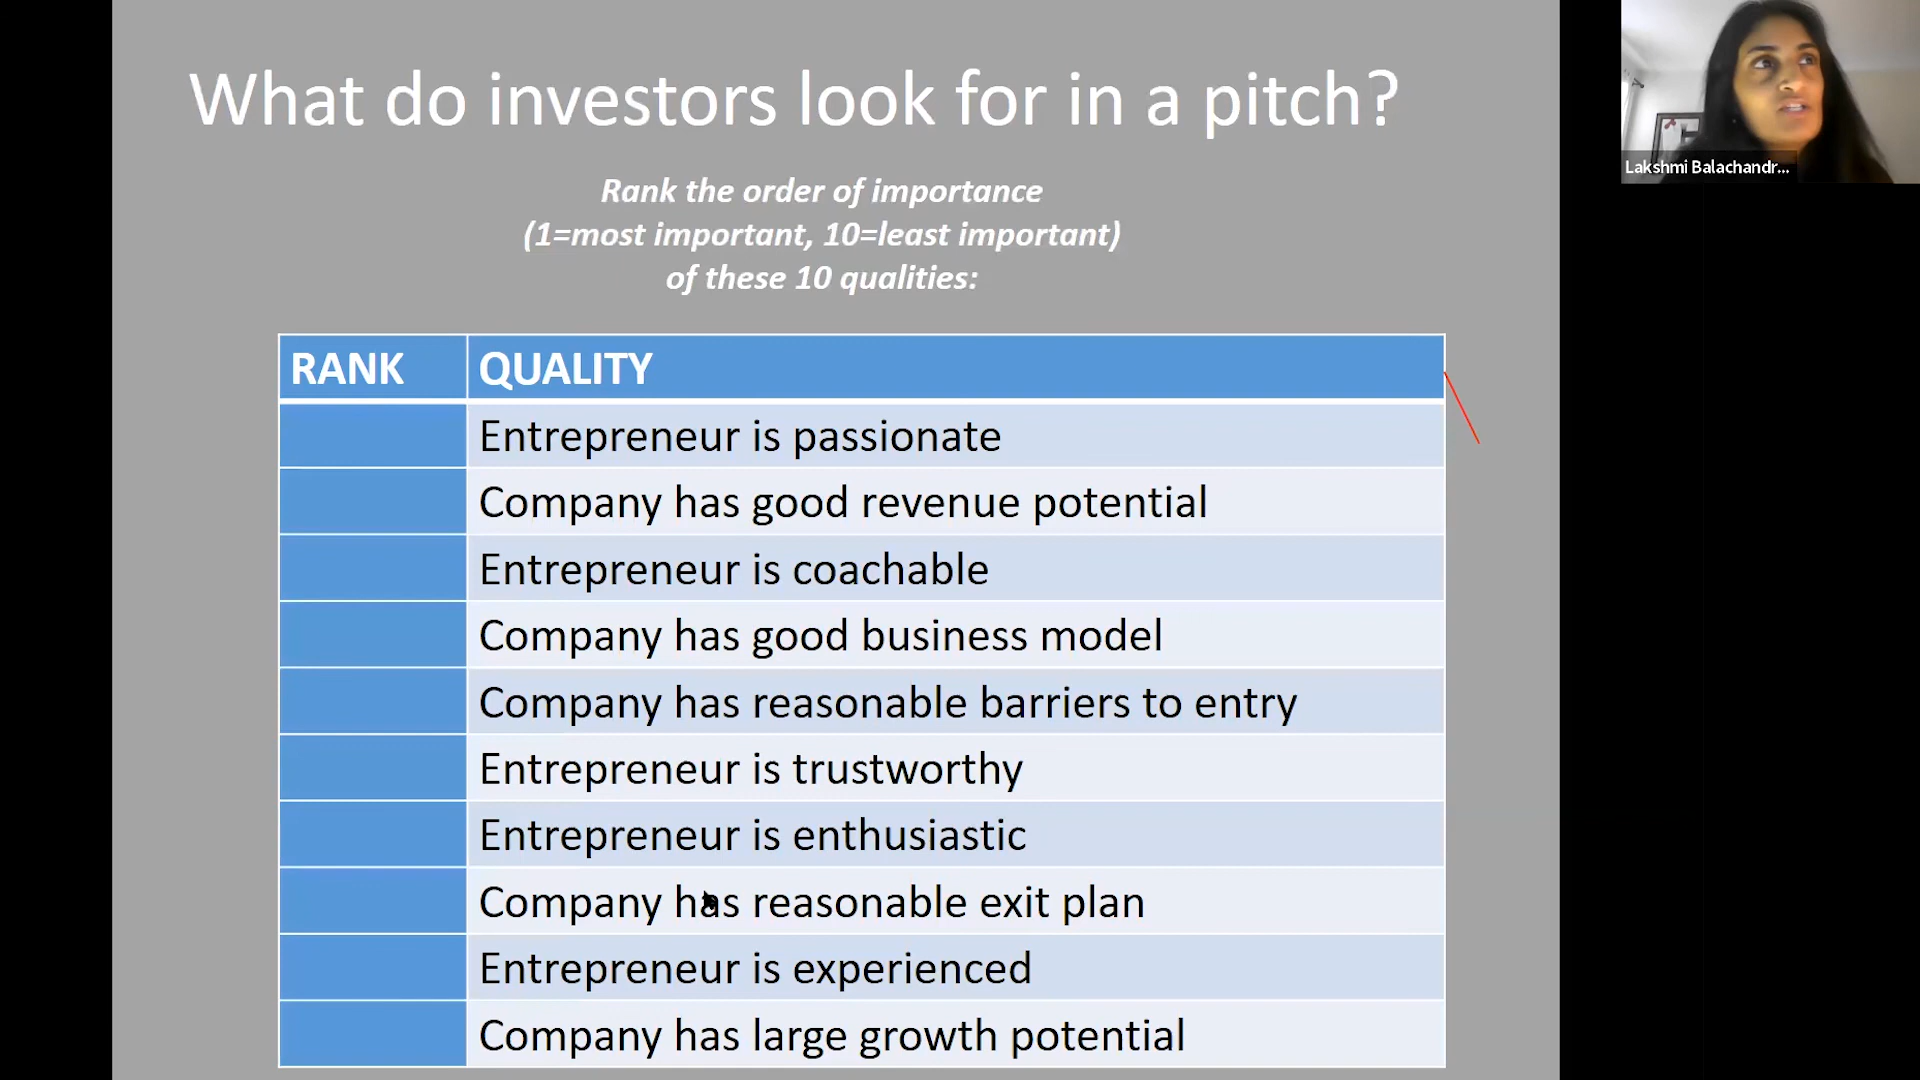 What do investors look for in a pitch?
Rank the order of importance
(1=most important, 10=least important)
of these 10 qualities:
RANK QUALITY
Entrepreneur is passionate
Company has good revenue potential
Entrepreneur is coachable
Company has good business model
Company has reasonable barriers to entry
Entrepreneur is trustworthy
Entrepreneur is enthusiastic
Company has reasonable exit plan
Entrepreneur is experienced
Company has large growth potential
Lakshmi Balachandr...